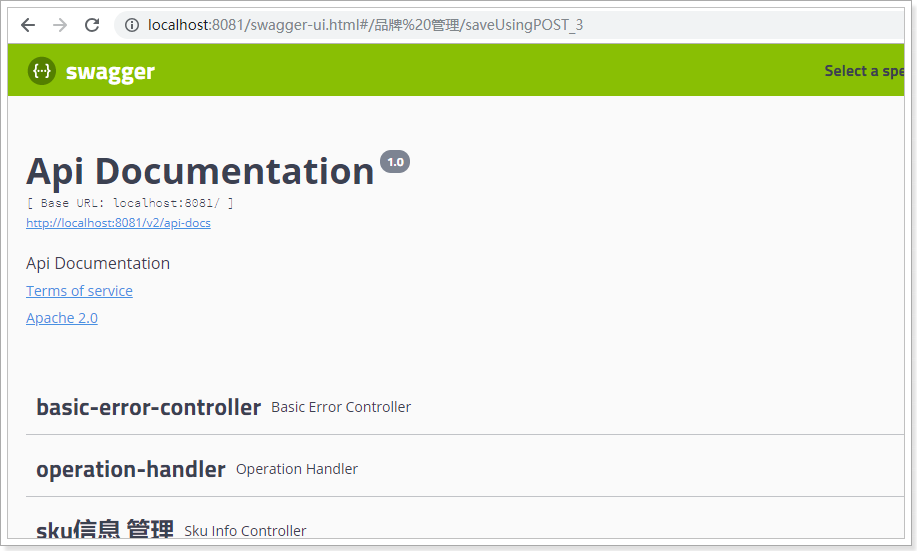 localhost:8081/swagger-ui.html#/品牌%20管理/saveUsingPOST_3
{··} swagger
Select a spe
Api Documentation 1.0
[ Base URL: localhost:8081/ ]
http://localhost:8081/v2/api-docs
Api Documentation
Terms of service
Apache 2.0
basic-error-controller Basic Error Controller
operation-handler Operation Handler
sku信息 管理 Sku Info Controller